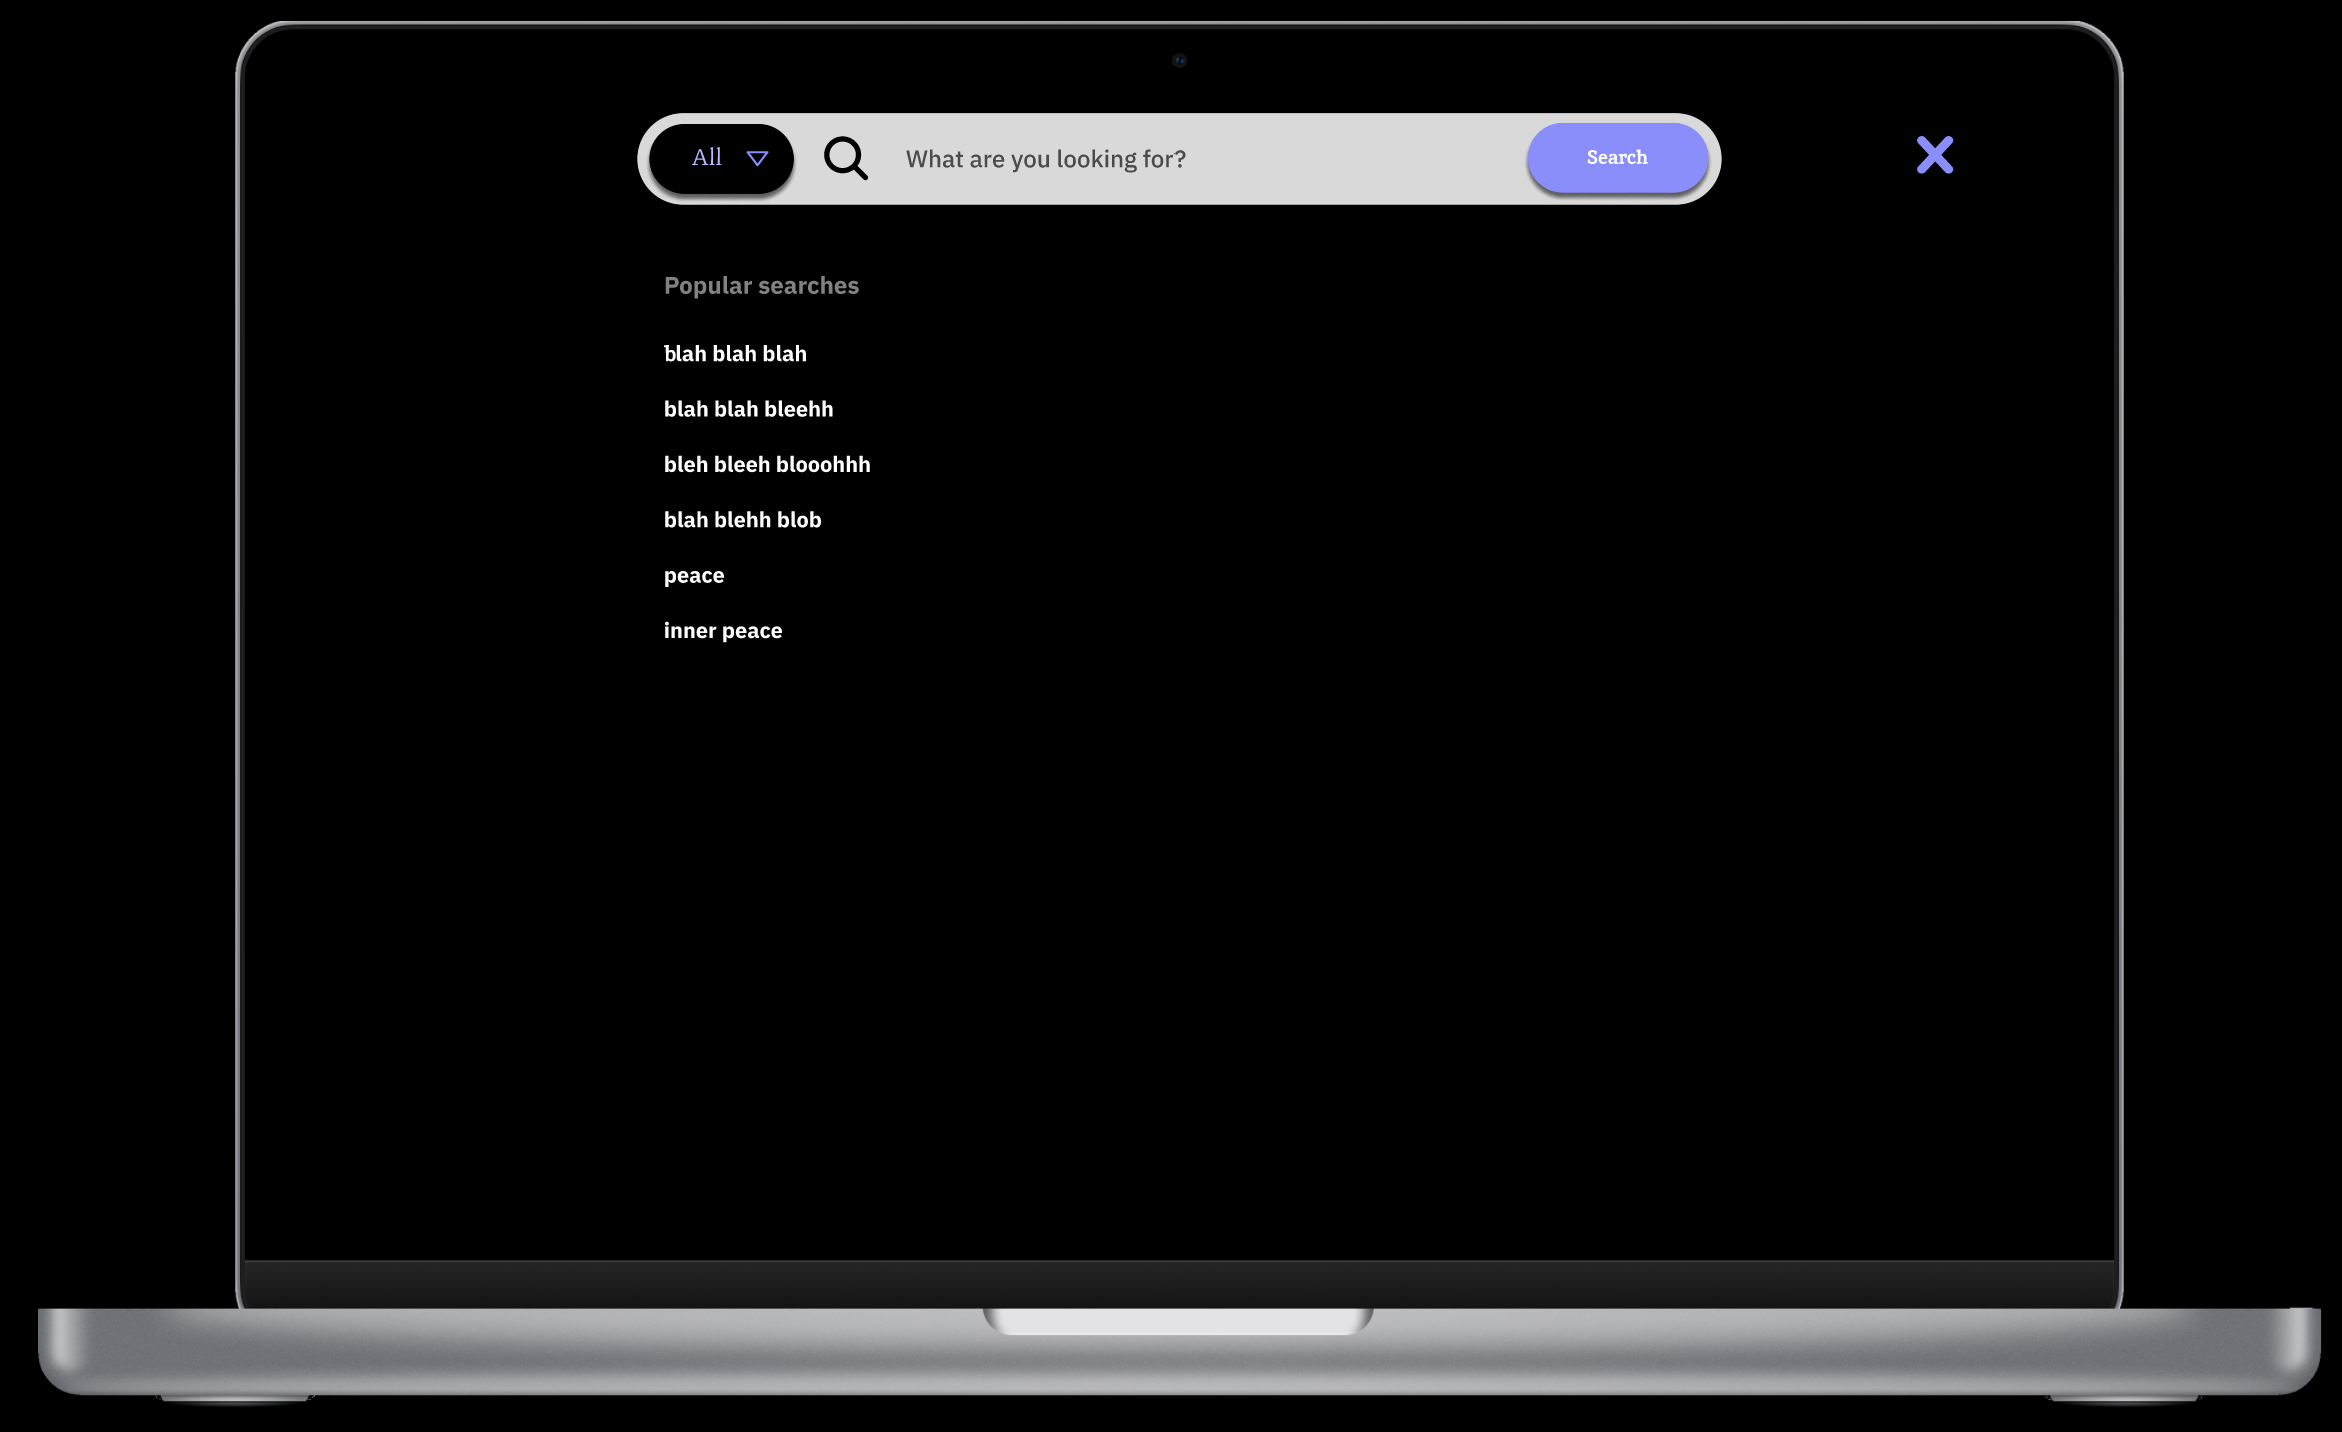 All
What are you looking for?
Search
Popular searches
blah blah blah
blah blah bleehh
bleh bleeh blooohhh
blah blehh blob
peace
inner peace